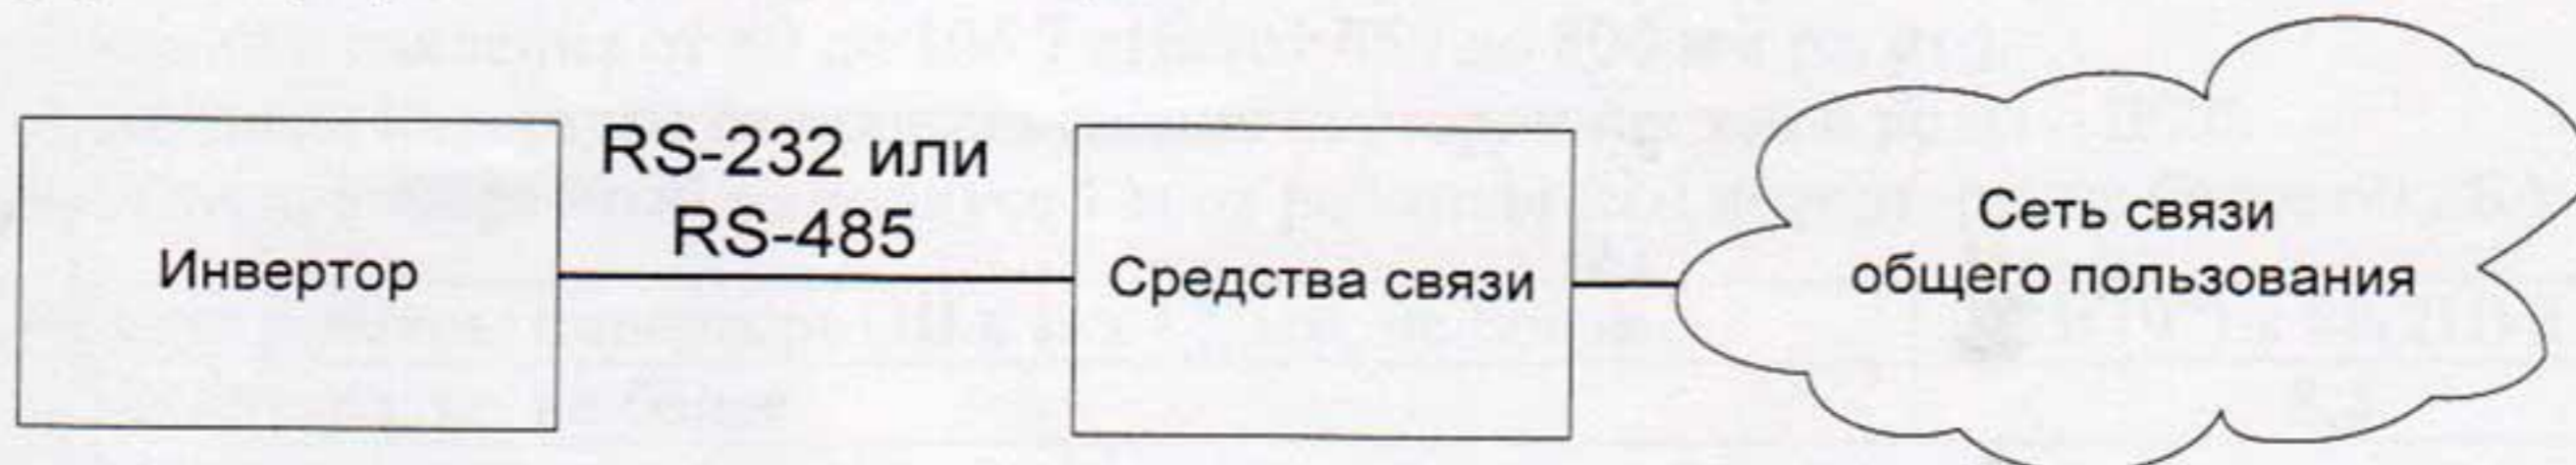 Инвертор
RS-232 или
RS-485
Средства связи
Сеть связи
общего пользования